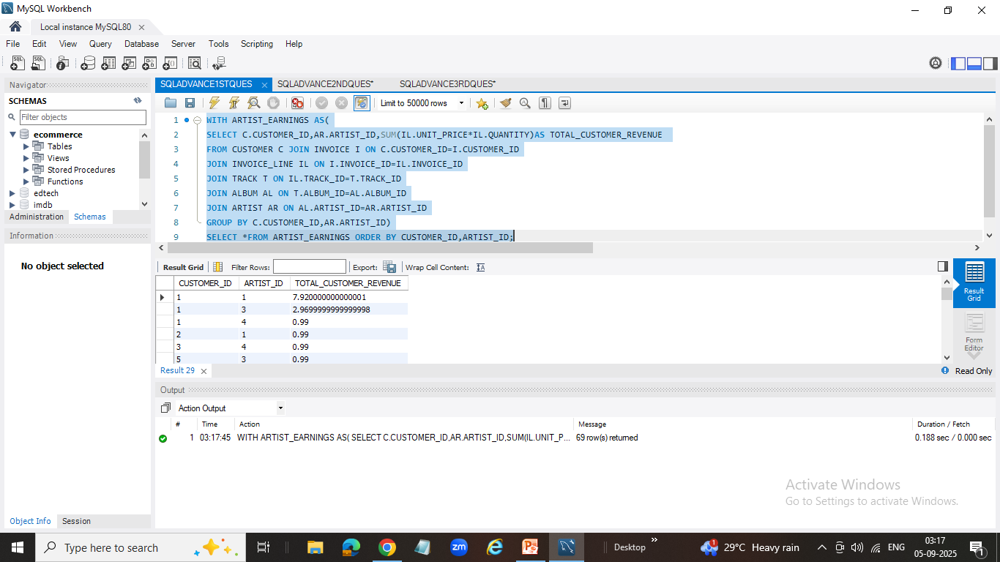 MySQL Workbench
Local instance MySQL80
File Edit View Query Database Server Tools Scripting Help
Navigator
SCHEMAS
Filter objects
ecommerce
Tables
Views
Stored Procedures
Functions
edtech
imdb
Administration Schemas
Information
No object selected
Object Info Session
SQLADVANCE1STQUES SQLADVANCE2NDQUES* SQLADVANCE3RDQUES*
Limit to 50000 rows
1 WITH ARTIST_EARNINGS AS(
2 SELECT C.CUSTOMER_ID,AR.ARTIST_ID,SUM(IL.UNIT_PRICE*IL.QUANTITY)AS TOTAL_CUSTOMER_REVENUE
3 FROM CUSTOMER C JOIN INVOICE I ON C.CUSTOMER_ID=I.CUSTOMER_ID
4 JOIN INVOICE_LINE IL ON I.INVOICE_ID=IL.INVOICE_ID
5 JOIN TRACK T ON IL.TRACK_ID=T.TRACK_ID
6 JOIN ALBUM AL ON T.ALBUM_ID=AL.ALBUM_ID
7 JOIN ARTIST AR ON AL.ARTIST_ID=AR.ARTIST_ID
8 GROUP BY C.CUSTOMER_ID,AR.ARTIST_ID)
9 SELECT *FROM ARTIST_EARNINGS ORDER BY CUSTOMER_ID,ARTIST_ID;
Result Grid Filter Rows: Export: Wrap Cell Content:
CUSTOMER_ID ARTIST_ID TOTAL_CUSTOMER_REVENUE
1 1 7.920000000000001
1 3 2.9699999999999998
1 4 0.99
2 1 0.99
3 4 0.99
5 3 0.99
Result Grid
Form Editor
Result 29
Read Only
Output
Action Output
# Time Action Message Duration / Fetch
1 03:17:45 WITH ARTIST_EARNINGS AS( SELECT C.CUSTOMER_ID,AR.ARTIST_ID,SUM(IL.UNIT_P... 69 row(s) returned 0.188 sec / 0.000 sec
Activate Windows
Go to Settings to activate Windows.
Type here to search
zm
Desktop
1
29°C Heavy rain
ENG
03:17
05-09-2025
1